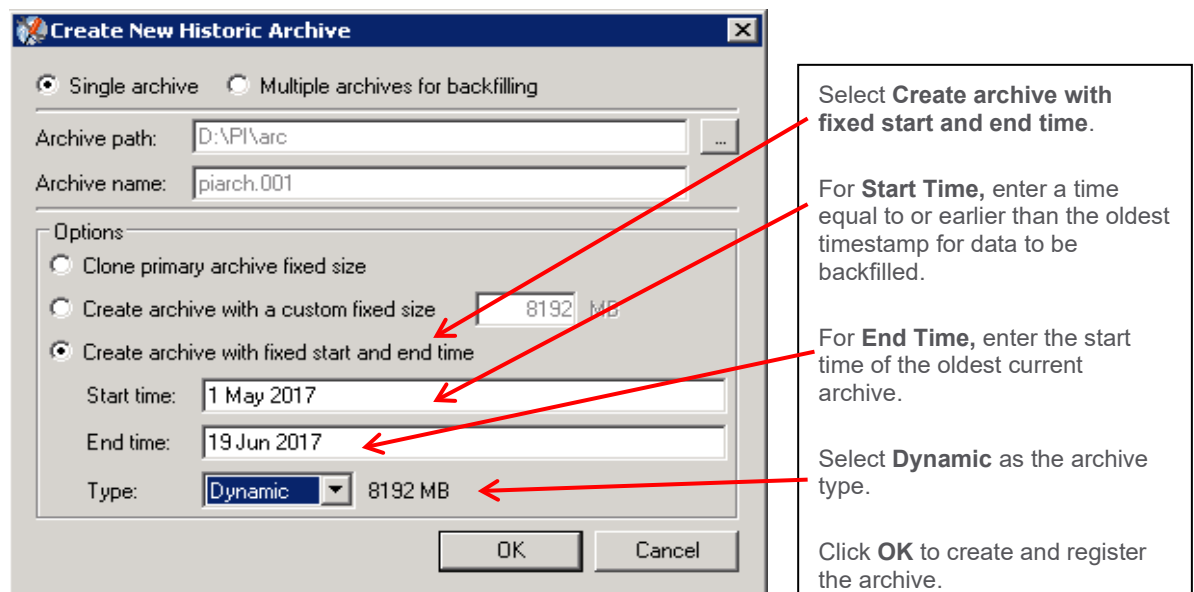 Create New Historic Archive
Single archive Multiple archives for backfilling
Archive path: D:\PI\arc ...
Archive name: piarch.001
Options
Clone primary archive fixed size
Create archive with a custom fixed size 8192 MB
Create archive with fixed start and end time
Start time: 1 May 2017
End time: 19 Jun 2017
Type: Dynamic 8192 MB
OK Cancel
Select Create archive with
fixed start and end time.
For Start Time, enter a time
equal to or earlier than the oldest
timestamp for data to be
backfilled.
For End Time, enter the start
time of the oldest current
archive.
Select Dynamic as the archive
type.
Click OK to create and register
the archive.